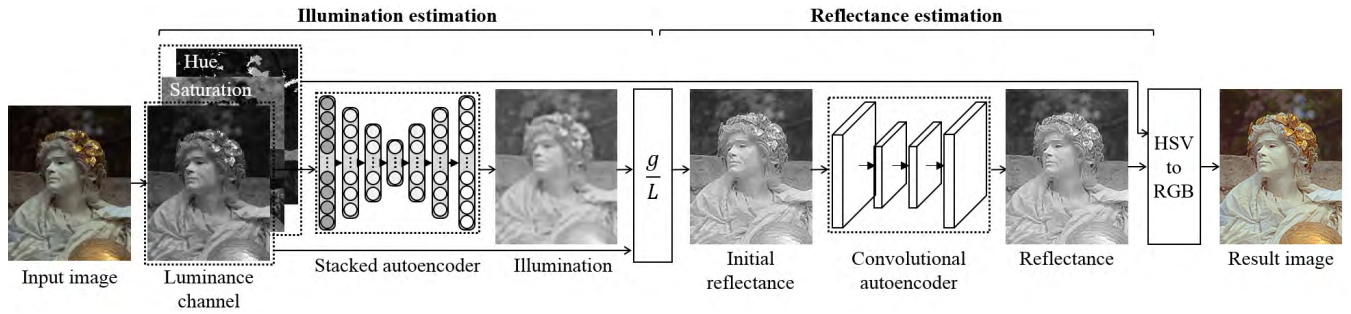 Illumination estimation
Reflectance estimation
Hue
Saturation
g
L
HSV
to
RGB
Input image
Luminance
channel
Stacked autoencoder
Illumination
Initial
reflectance
Convolutional
autoencoder
Reflectance
Result image